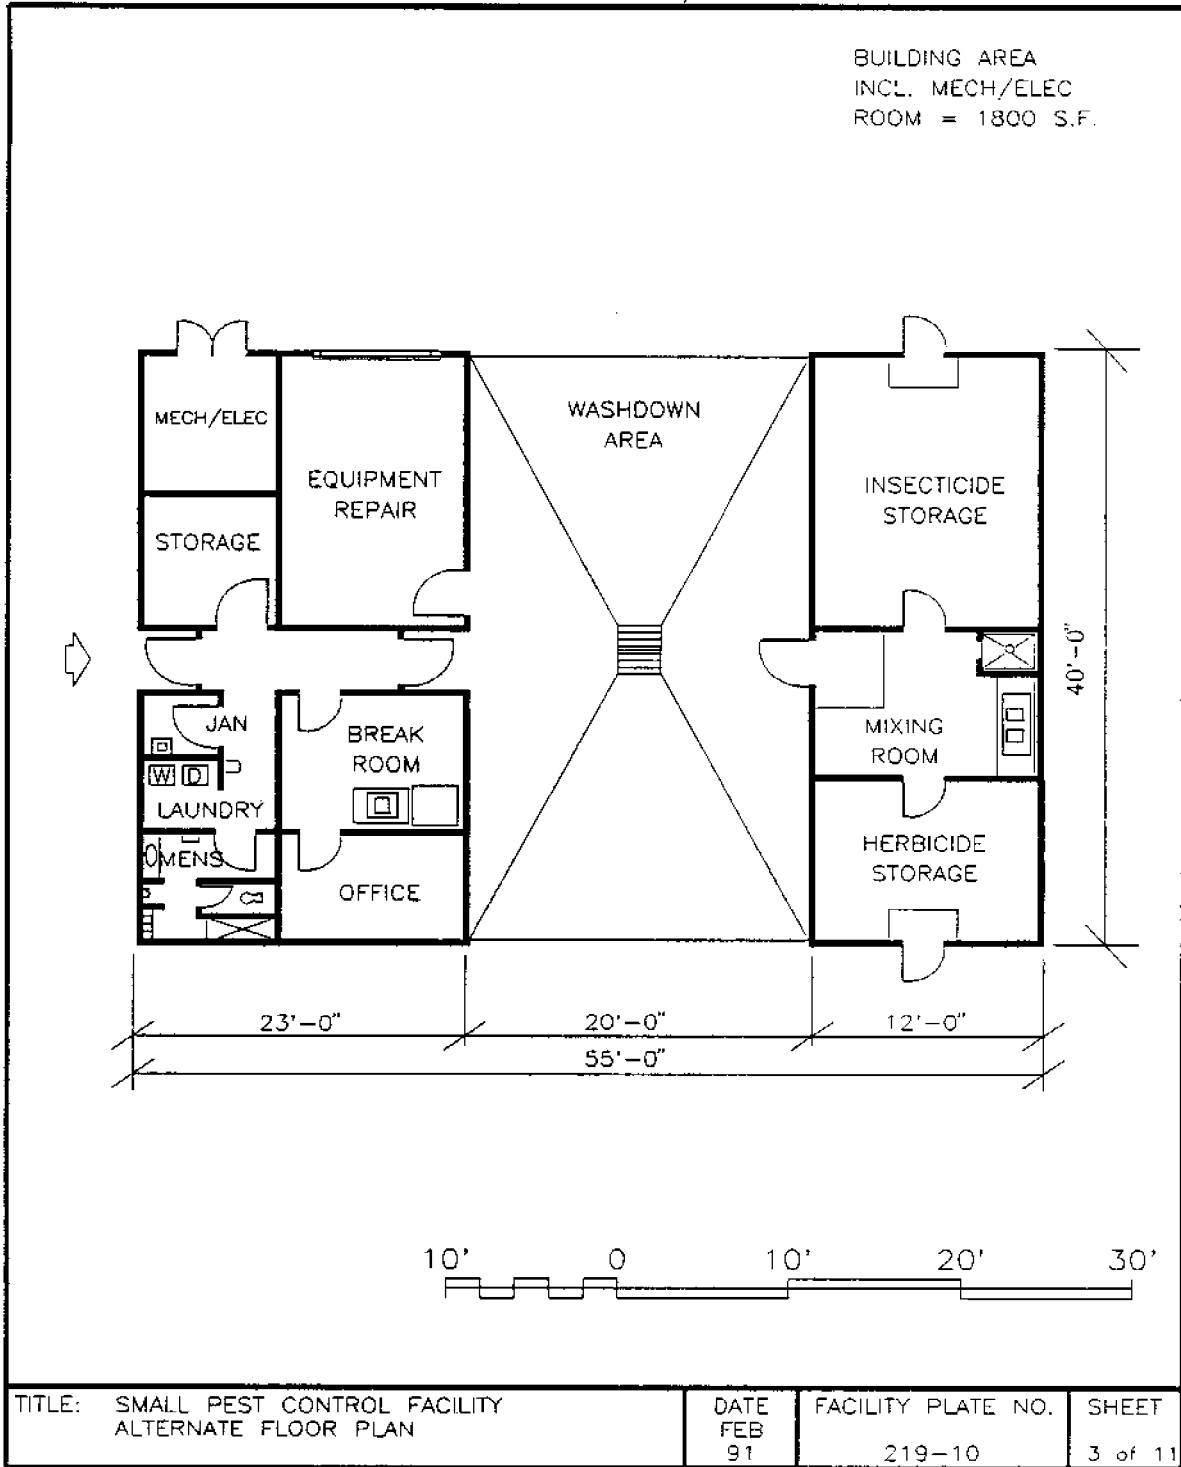 BUILDING AREA
INCL. MECH/ELEC
ROOM = 1800 S.F.
MECH/ELEC
EQUIPMENT
REPAIR
STORAGE
WASHDOWN
AREA
INSECTICIDE
STORAGE
40'-0"
JAN
BREAK
ROOM
MIXING
ROOM
W D
LAUNDRY
MENS
OFFICE
HERBICIDE
STORAGE
23'-0"
20'-0"
12'-0"
55'-0"
10' 0 10' 20' 30'
TITLE: SMALL PEST CONTROL FACILITY
ALTERNATE FLOOR PLAN
DATE
FEB
91
FACILITY PLATE NO.
219-10
SHEET
3 of 11